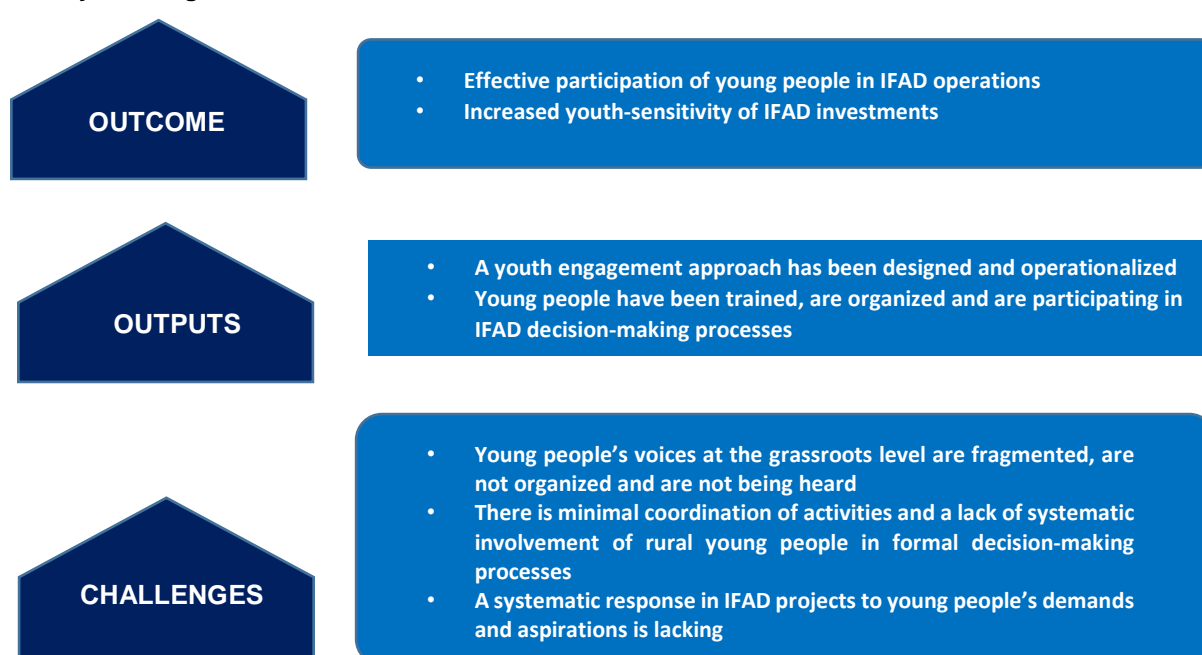 OUTCOME
• Effective participation of young people in IFAD operations
• Increased youth-sensitivity of IFAD investments
OUTPUTS
• A youth engagement approach has been designed and operationalized
• Young people have been trained, are organized and are participating in
IFAD decision-making processes
CHALLENGES
• Young people’s voices at the grassroots level are fragmented, are
not organized and are not being heard
• There is minimal coordination of activities and a lack of systematic
involvement of rural young people in formal decision-making
processes
• A systematic response in IFAD projects to young people’s demands
and aspirations is lacking